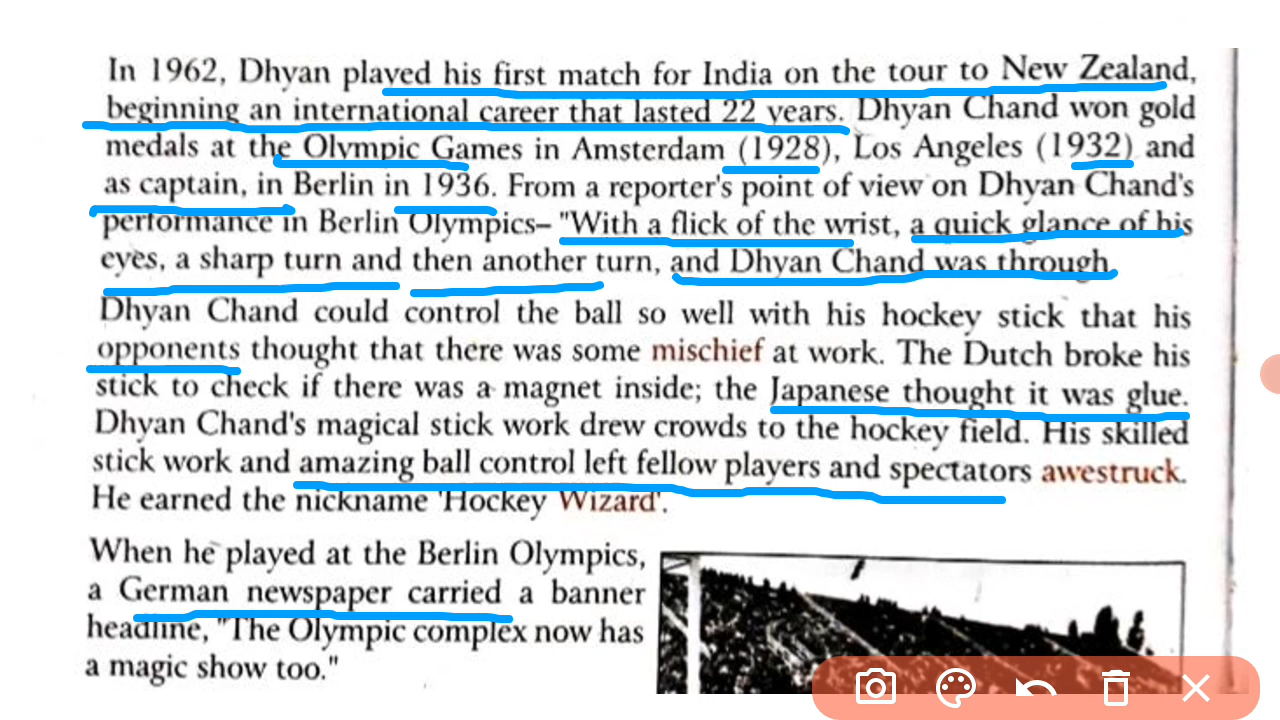 In 1962, Dhyan played his first match for India on the tour to New Zealand,
beginning an international career that lasted 22 years. Dhyan Chand won gold
medals at the Olympic Games in Amsterdam (1928), Los Angeles (1932) and
as captain, in Berlin in 1936. From a reporter's point of view on Dhyan Chand's
performance in Berlin Olympics– "With a flick of the wrist, a quick glance of his
eyes, a sharp turn and then another turn, and Dhyan Chand was through
Dhyan Chand could control the ball so well with his hockey stick that his
opponents thought that there was some mischief at work. The Dutch broke his
stick to check if there was a magnet inside; the Japanese thought it was glue.
Dhyan Chand's magical stick work drew crowds to the hockey field. His skilled
stick work and amazing ball control left fellow players and spectators awestruck.
He earned the nickname 'Hockey Wizard'.
When he played at the Berlin Olympics,
a German newspaper carried a banner
headline, "The Olympic complex now has
a magic show too."